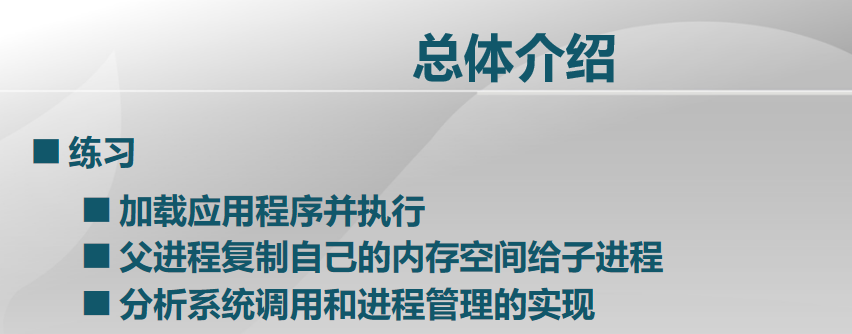 总体介绍
练习
加载应用程序并执行
父进程复制自己的内存空间给子进程
分析系统调用和进程管理的实现